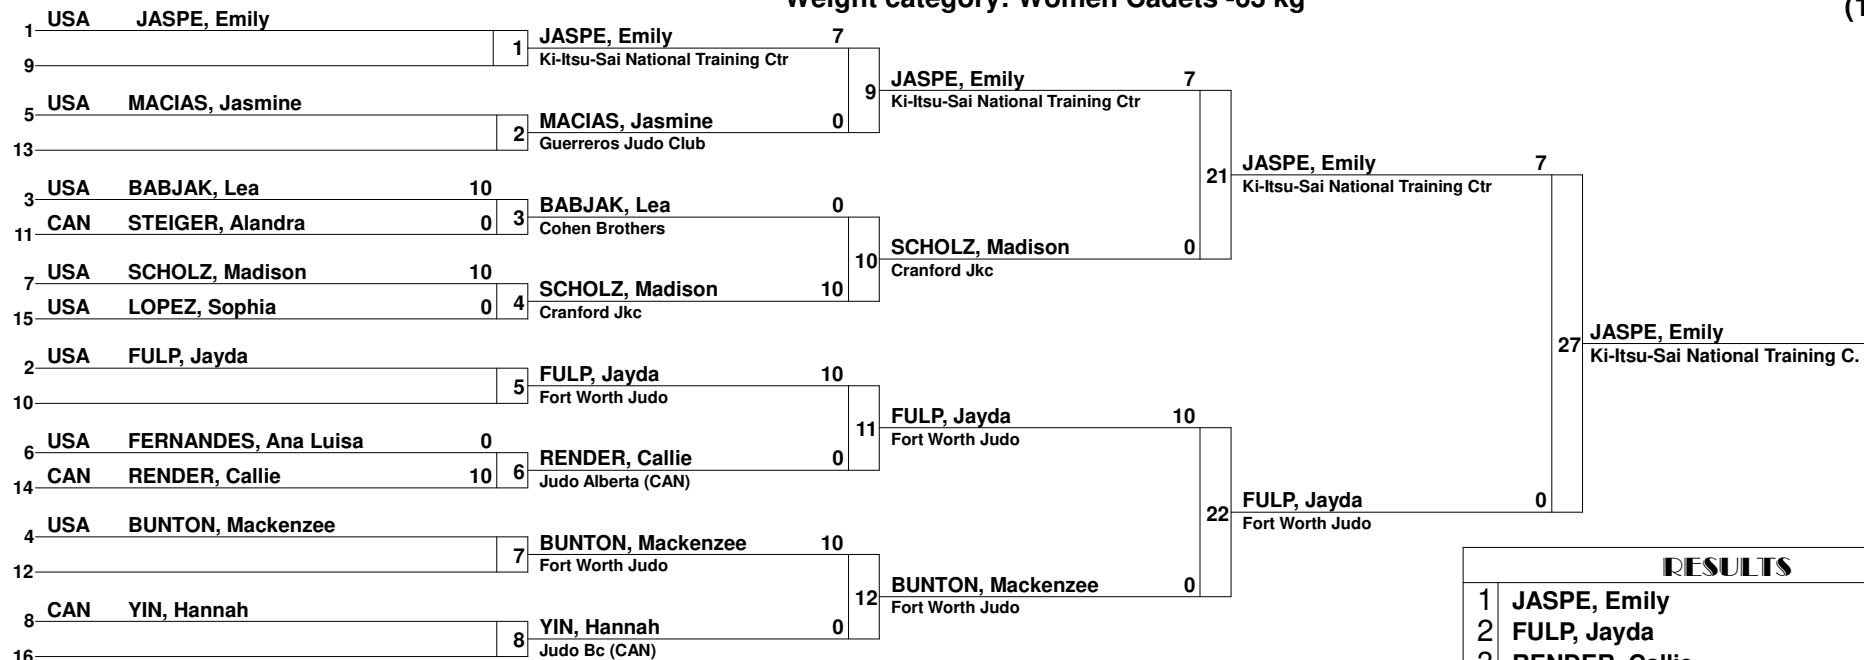 Weight category: Women Cadets -63 kg
(1
1 USA JASPE, Emily
9
1
5 USA MACIAS, Jasmine
13
2
3 USA BABJAK, Lea 10
11 CAN STEIGER, Alandra 0
3
7 USA SCHOLZ, Madison 10
15 USA LOPEZ, Sophia 0
4
2 USA FULP, Jayda
10
5
6 USA FERNANDES, Ana Luisa 0
14 CAN RENDER, Callie 10
6
4 USA BUNTON, Mackenzee
12
7
8 CAN YIN, Hannah
16
8
JASPE, Emily 7
Ki-Itsu-Sai National Training Ctr
9
MACIAS, Jasmine 0
Guerreros Judo Club
BABJAK, Lea 0
Cohen Brothers
10
SCHOLZ, Madison 10
Cranford Jkc
FULP, Jayda 10
Fort Worth Judo
11
RENDER, Callie 0
Judo Alberta (CAN)
BUNTON, Mackenzee 10
Fort Worth Judo
12
YIN, Hannah 0
Judo Bc (CAN)
JASPE, Emily 7
Ki-Itsu-Sai National Training Ctr
21
SCHOLZ, Madison 0
Cranford Jkc
FULP, Jayda 10
Fort Worth Judo
22
BUNTON, Mackenzee 0
Fort Worth Judo
JASPE, Emily 7
Ki-Itsu-Sai National Training Ctr
27
FULP, Jayda 0
Fort Worth Judo
JASPE, Emily
Ki-Itsu-Sai National Training C.
RESULTS
1 JASPE, Emily
2 FULP, Jayda
3 RENDER, Callie